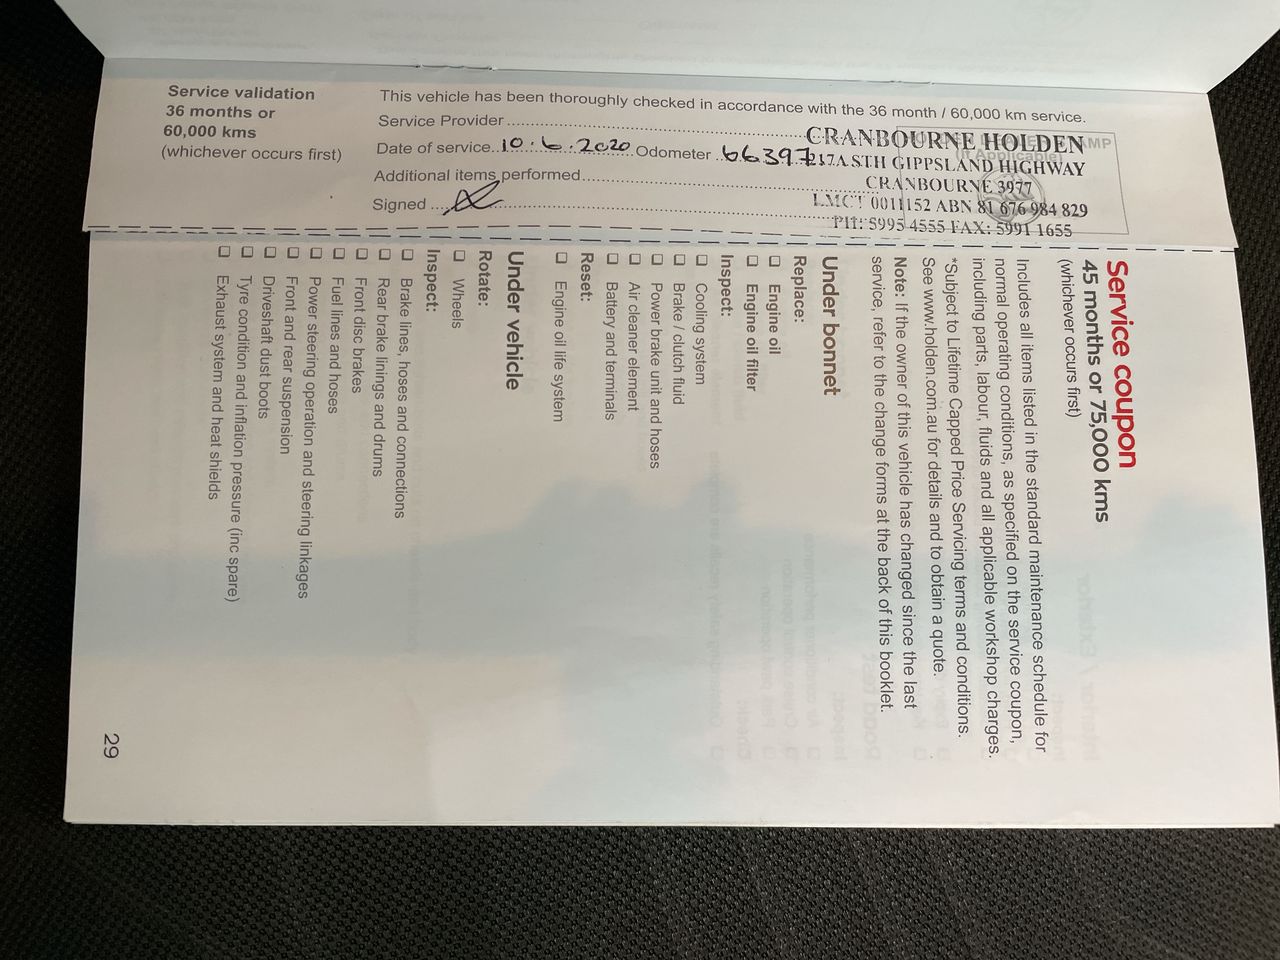 Service validation
36 months or
60,000 kms
(whichever occurs first)
This vehicle has been thoroughly checked in accordance with the 36 month / 60,000 km service.
Service Provider
Date of service 10.6.2020 Odometer 66397
Additional items performed
Signed
CRANBOURNE HOLDEN
217A STH GIPPSLAND HIGHWAY
CRANBOURNE 3977
LMCT 0011152 ABN 81 676 984 829
PH: 5995 4555 FAX: 5991 1655
(If Applicable)
Service coupon
45 months or 75,000 kms
(whichever occurs first)
Includes all items listed in the standard maintenance schedule for
normal operating conditions, as specified on the service coupon,
including parts, labour, fluids and all applicable workshop charges.
*Subject to Lifetime Capped Price Servicing terms and conditions.
See www.holden.com.au for details and to obtain a quote.
Note: If the owner of this vehicle has changed since the last
service, refer to the change forms at the back of this booklet.
Under bonnet
Replace:
Engine oil
Engine oil filter
Inspect:
Cooling system
Brake / clutch fluid
Power brake unit and hoses
Air cleaner element
Battery and terminals
Reset:
Engine oil life system
Under vehicle
Rotate:
Wheels
Inspect:
Brake lines, hoses and connections
Rear brake linings and drums
Front disc brakes
Fuel lines and hoses
Power steering operation and steering linkages
Front and rear suspension
Driveshaft dust boots
Tyre condition and inflation pressure (inc spare)
Exhaust system and heat shields
29